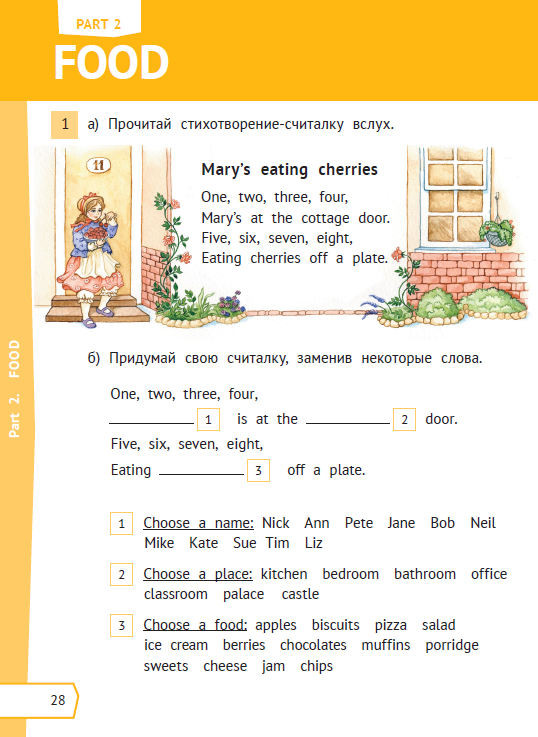 PART 2
FOOD
1 а) Прочитай стихотворение-считалку вслух.
11
Mary’s eating cherries
One, two, three, four,
Mary’s at the cottage door.
Five, six, seven, eight,
Eating cherries off a plate.
б) Придумай свою считалку, заменив некоторые слова.
One, two, three, four,
1 is at the 2 door.
Five, six, seven, eight,
Eating 3 off a plate.
1 Choose a name: Nick Ann Pete Jane Bob Neil
Mike Kate Sue Tim Liz
2 Choose a place: kitchen bedroom bathroom office
classroom palace castle
3 Choose a food: apples biscuits pizza salad
ice cream berries chocolates muffins porridge
sweets cheese jam chips
Part 2. FOOD
28